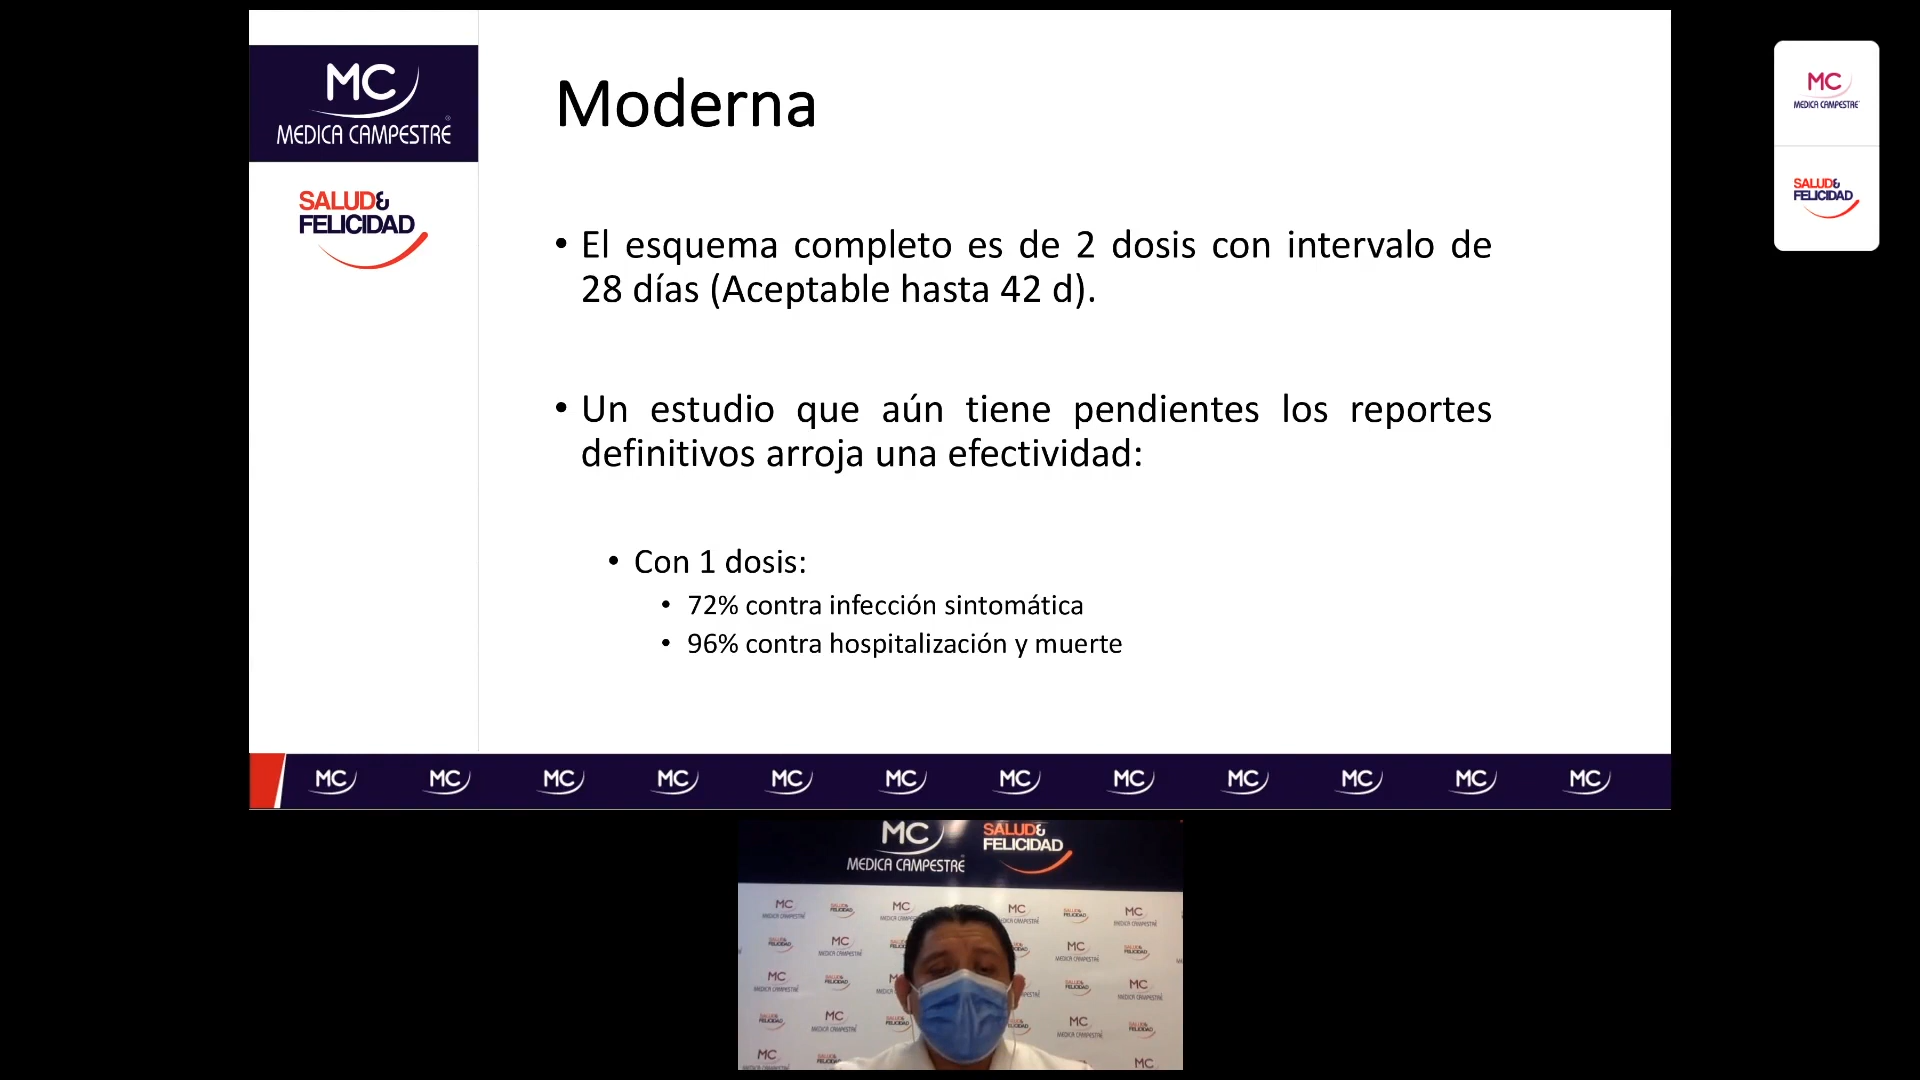 MC
MEDICA CAMPESTRE
SALUD&
FELICIDAD
Moderna
• El esquema completo es de 2 dosis con intervalo de
28 días (Aceptable hasta 42 d).
• Un estudio que aún tiene pendientes los reportes
definitivos arroja una efectividad:
• Con 1 dosis:
• 72% contra infección sintomática
• 96% contra hospitalización y muerte
MC MC MC MC MC MC MC MC MC MC MC MC
MC
MEDICA CAMPESTRE
SALUD&
FELICIDAD
MC
MEDICA CAMPESTRE
SALUD&
FELICIDAD